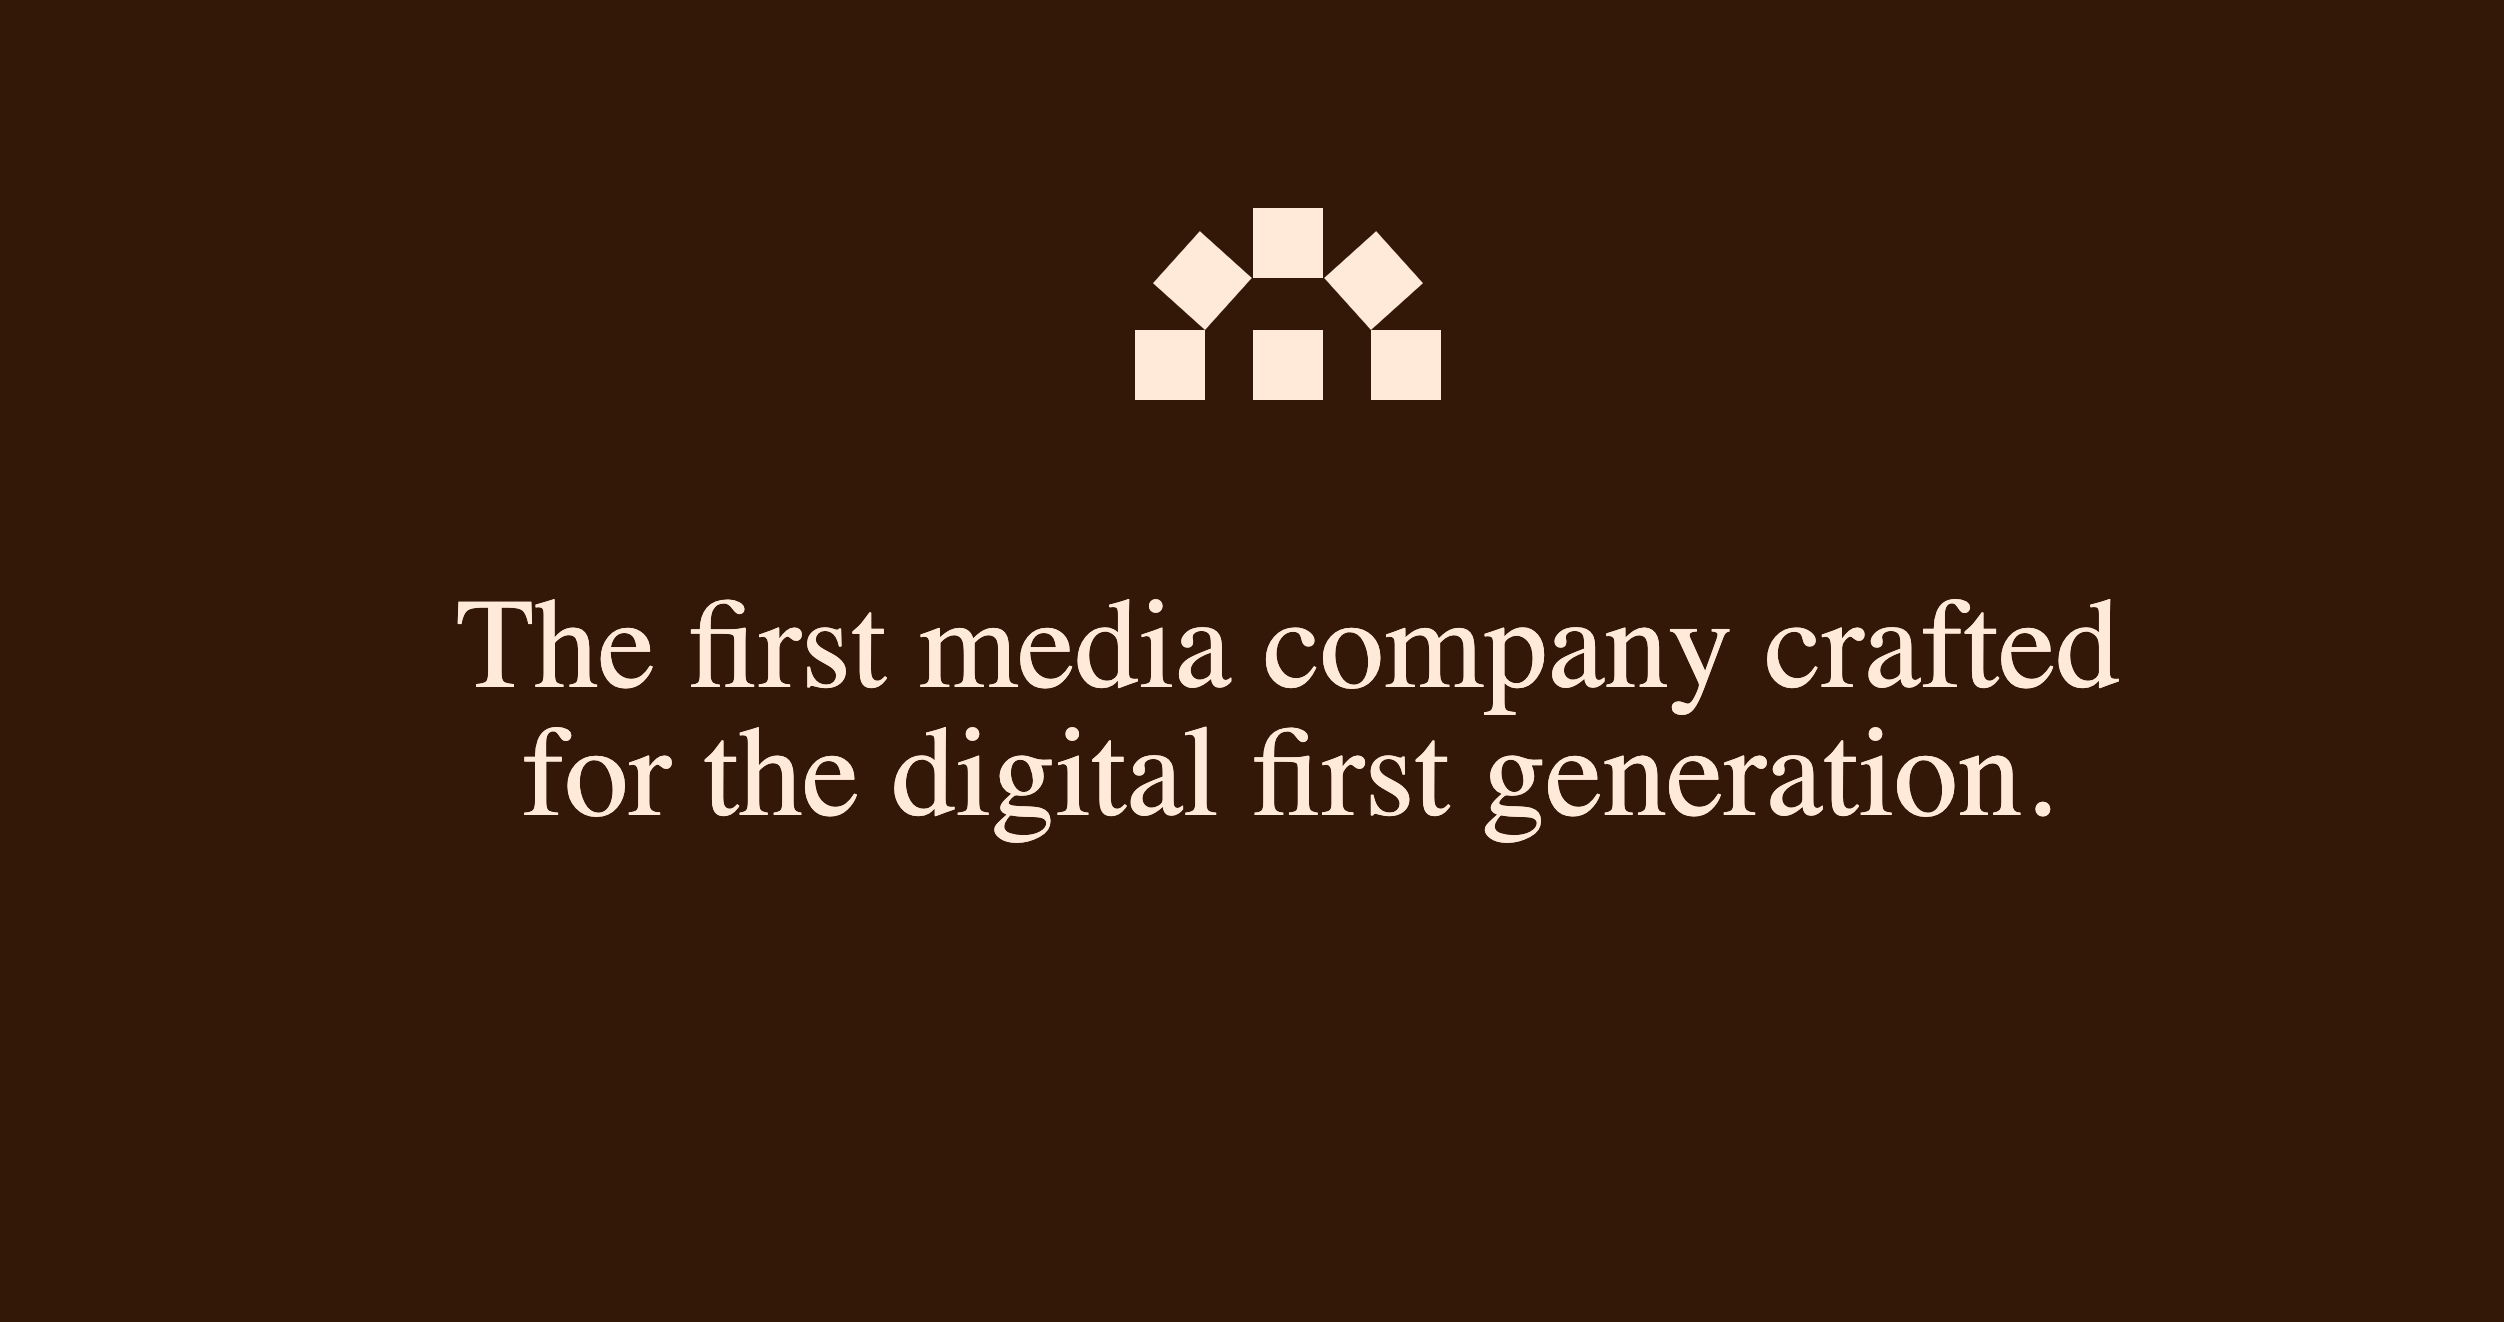 The first media company crafted
for the digital first generation.